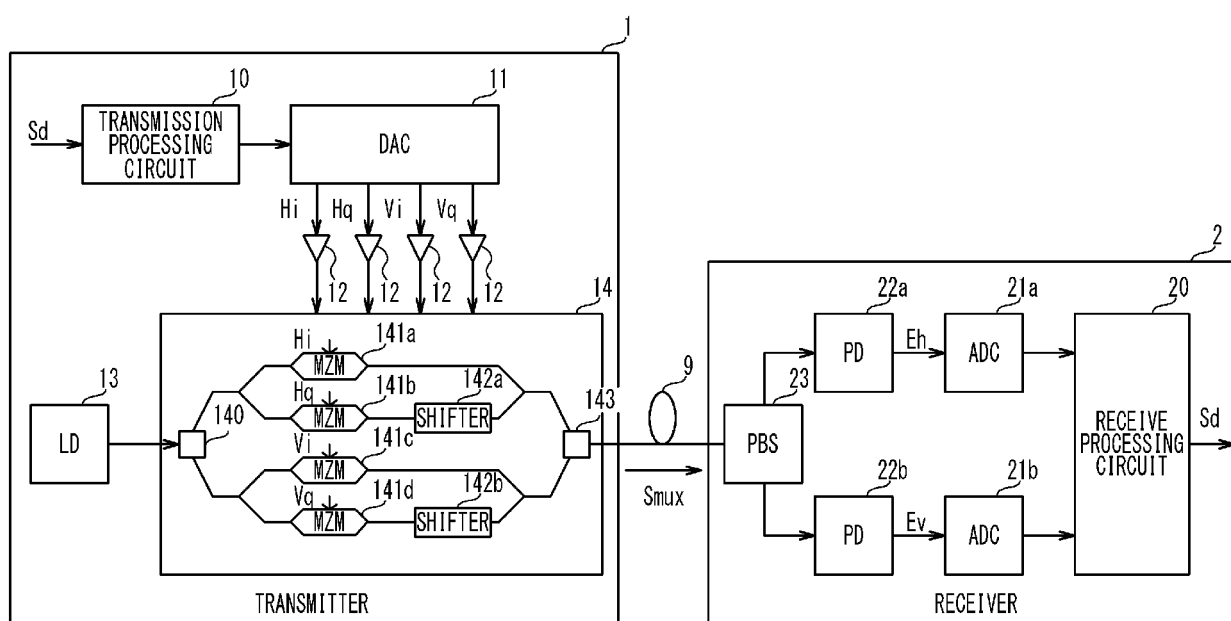 1
10
11
Sd
TRANSMISSION
PROCESSING
CIRCUIT
DAC
Hi
Hq
Vi
Vq
12
12
12
12
14
2
13
LD
140
Hi
MZM
141a
Hq
MZM
141b
142a
SHIFTER
Vi
MZM
141c
Vq
MZM
141d
142b
SHIFTER
143
TRANSMITTER
9
Smux
23
PBS
22a
PD
Eh
21a
ADC
22b
PD
Ev
21b
ADC
20
RECEIVE
PROCESSING
CIRCUIT
Sd
RECEIVER